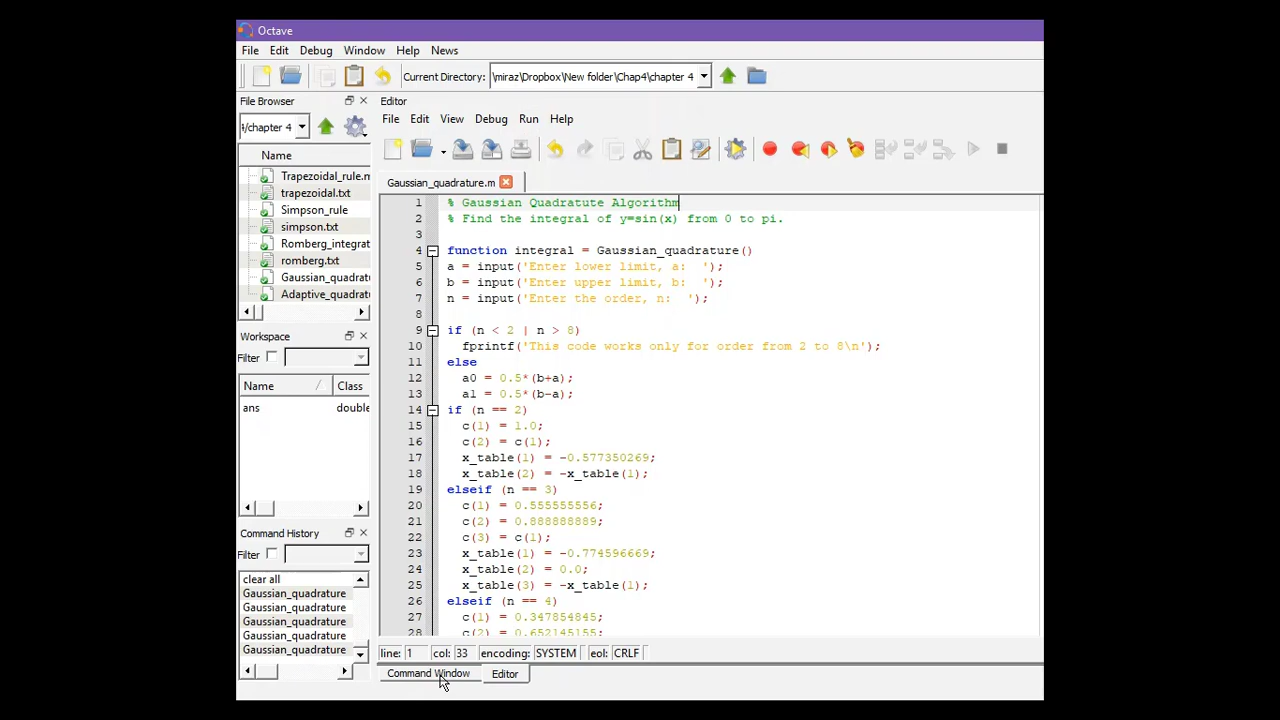 Octave
File Edit Debug Window Help News
Current Directory: \miraz\Dropbox\New folder\Chap4\chapter 4
File Browser
4/chapter 4
Name
Trapezoidal_rule.m
trapezoidal.txt
Simpson_rule
simpson.txt
Romberg_integrat
romberg.txt
Gaussian_quadrat
Adaptive_quadrat
Workspace
Filter
Name Class
ans double
Command History
Filter
clear all
Gaussian_quadrature
Gaussian_quadrature
Gaussian_quadrature
Gaussian_quadrature
Gaussian_quadrature
Editor
File Edit View Debug Run Help
Gaussian_quadrature.m
1 % Gaussian Quadratute Algorithm
2 % Find the integral of y=sin(x) from 0 to pi.
3
4 function integral = Gaussian_quadrature()
5 a = input('Enter lower limit, a:  ');
6 b = input('Enter upper limit, b:  ');
7 n = input('Enter the order, n:  ');
8
9 if (n < 2 | n > 8)
10 fprintf('This code works only for order from 2 to 8\n');
11 else
12 a0 = 0.5*(b+a);
13 a1 = 0.5*(b-a);
14 if (n == 2)
15 c(1) = 1.0;
16 c(2) = c(1);
17 x_table(1) = -0.577350269;
18 x_table(2) = -x_table(1);
19 elseif (n == 3)
20 c(1) = 0.555555556;
21 c(2) = 0.888888889;
22 c(3) = c(1);
23 x_table(1) = -0.774596669;
24 x_table(2) = 0.0;
25 x_table(3) = -x_table(1);
26 elseif (n == 4)
27 c(1) = 0.347854845;
28 c(2) = 0.652145155;
line: 1 col: 33 encoding: SYSTEM eol: CRLF
Command Window Editor